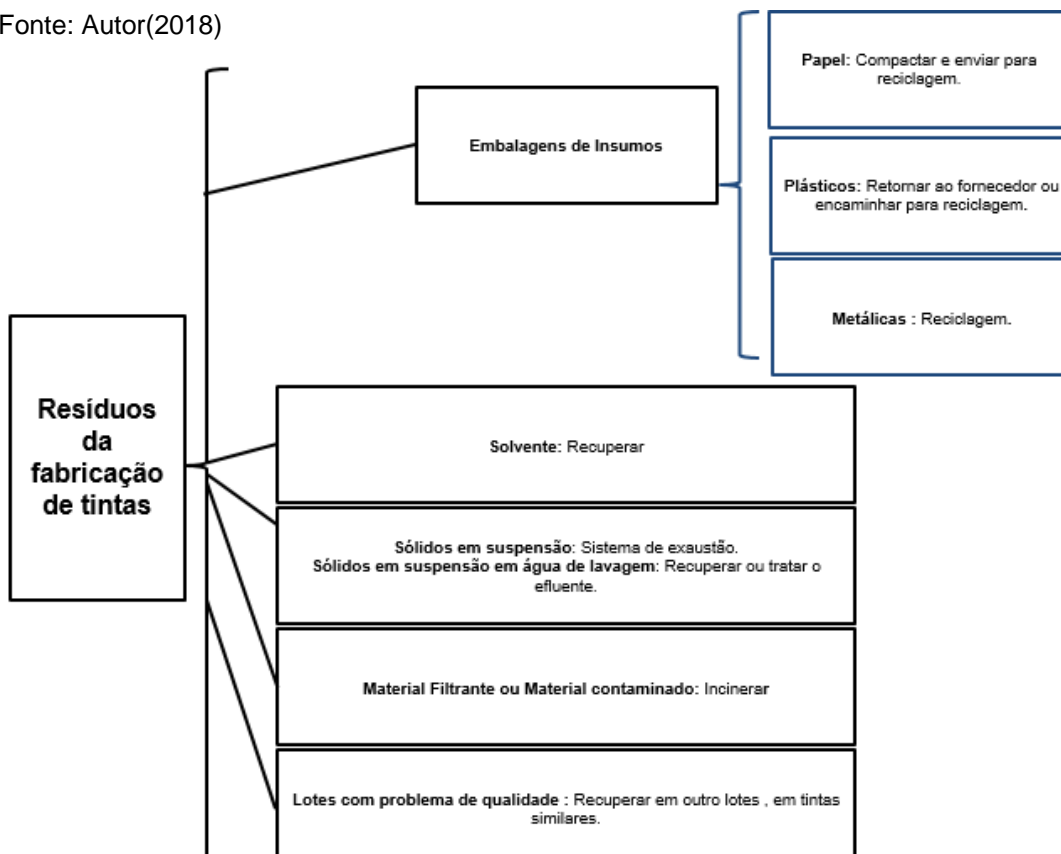 Fonte: Autor(2018)
Papel: Compactar e enviar para
reciclagem.
Embalagens de Insumos
Plásticos: Retornar ao fornecedor ou
encaminhar para reciclagem.
Metálicas : Reciclagem.
Resíduos
da
fabricação
de tintas
Solvente: Recuperar
Sólidos em suspensão: Sistema de exaustão.
Sólidos em suspensão em água de lavagem: Recuperar ou tratar o
efluente.
Material Filtrante ou Material contaminado: Incinerar
Lotes com problema de qualidade : Recuperar em outro lotes , em tintas
similares.